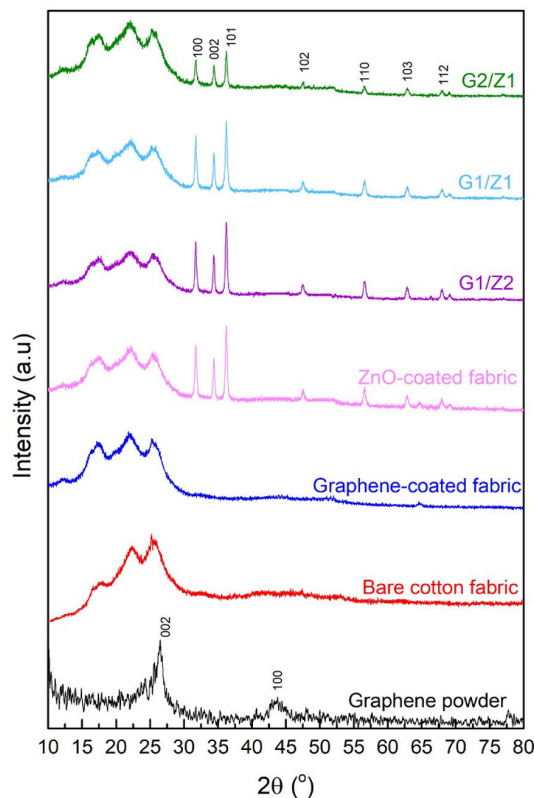 100
002
101
102
110
103
112
G2/Z1
G1/Z1
G1/Z2
ZnO-coated fabric
Graphene-coated fabric
Bare cotton fabric
002
100
Graphene powder
Intensity (a.u)
10 15 20 25 30 35 40 45 50 55 60 65 70 75 80
2θ (°)